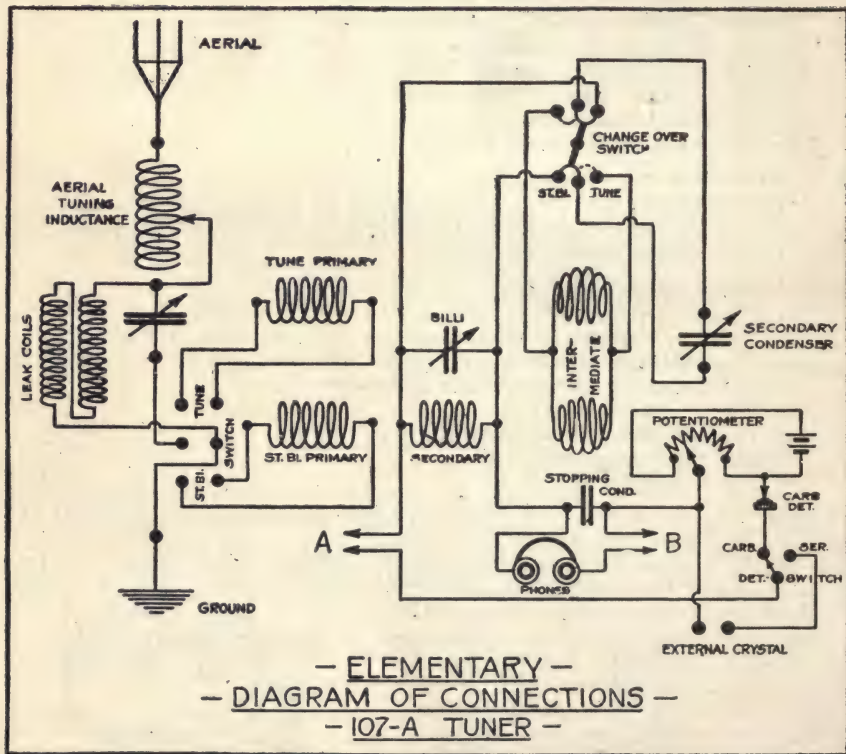 AERIAL
AERIAL
TUNING
INDUCTANCE
LEAK COILS
TUNE PRIMARY
TUNE
SWITCH
ST. BI.
ST. BI. PRIMARY
GROUND
BILLI
SECONDARY
CHANGE OVER
SWITCH
ST. BI.
TUNE
INTER-
MEDIATE
SECONDARY
CONDENSER
POTENTIOMETER
STOPPING
COND.
A
B
PHONES
CARB
DET.
CARB.
SER.
DET.-SWITCH
EXTERNAL CRYSTAL
- ELEMENTARY -
- DIAGRAM OF CONNECTIONS -
- 107-A TUNER -